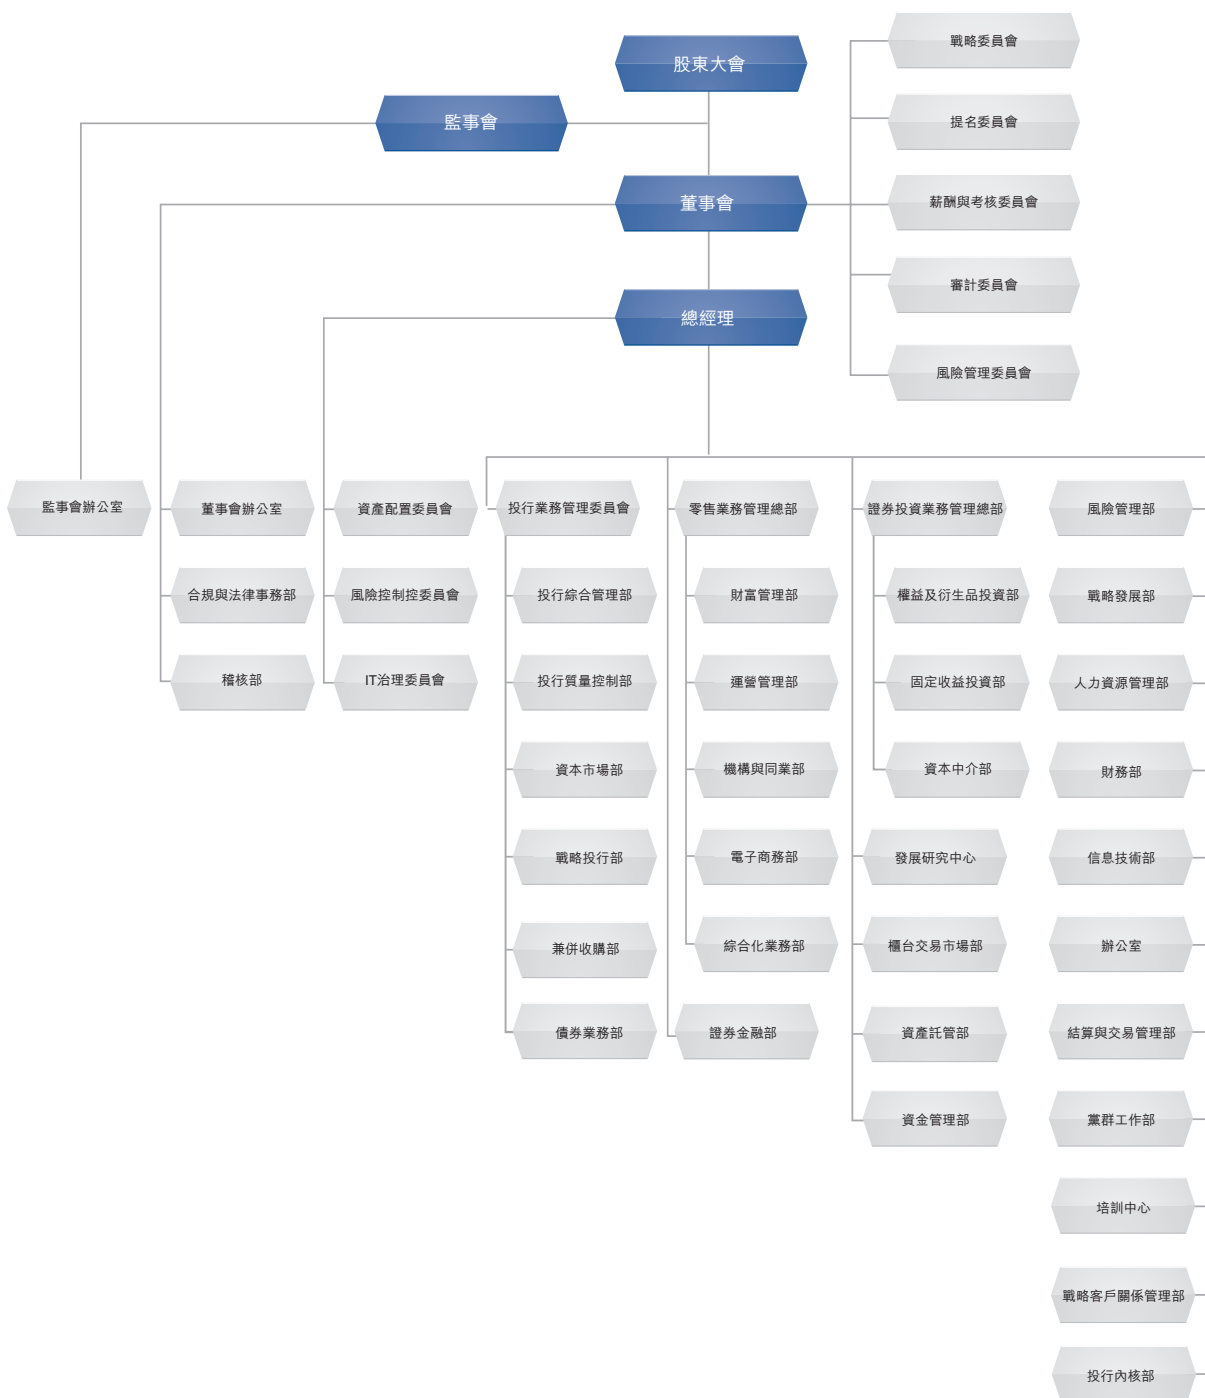 戰略委員會
股東大會
監事會
提名委員會
董事會
薪酬與考核委員會
審計委員會
總經理
風險管理委員會
監事會辦公室
董事會辦公室
資產配置委員會
投行業務管理委員會
零售業務管理總部
證券投資業務管理總部
風險管理部
合規與法律事務部
風險控制控委員會
投行綜合管理部
財富管理部
權益及衍生品投資部
戰略發展部
稽核部
IT治理委員會
投行質量控制部
運營管理部
固定收益投資部
人力資源管理部
資本市場部
機構與同業部
資本中介部
財務部
戰略投行部
電子商務部
發展研究中心
信息技術部
兼併收購部
綜合化業務部
櫃台交易市場部
辦公室
債券業務部
證券金融部
資產託管部
結算與交易管理部
資金管理部
黨群工作部
培訓中心
戰略客戶關係管理部
投行內核部